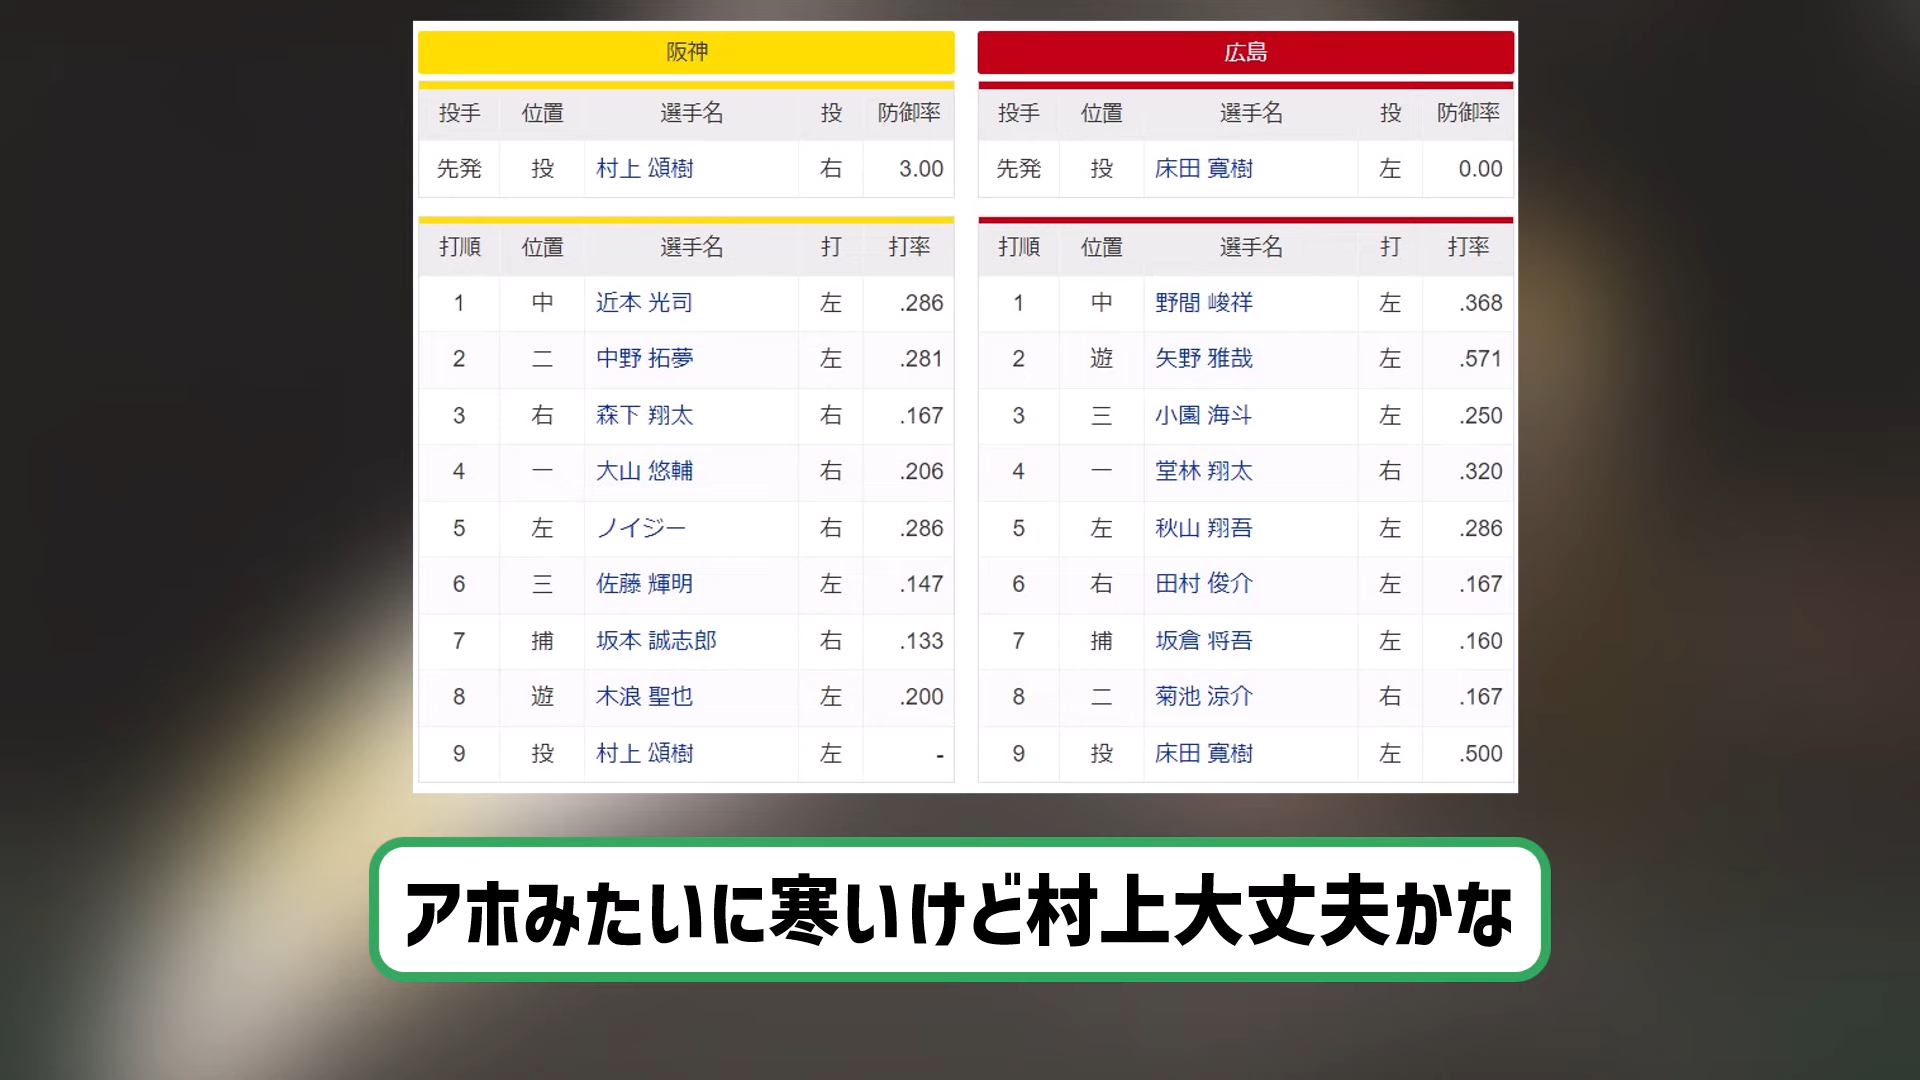 阪神
投手 位置 選手名 投 防御率
先発 投 村上 頌樹 右 3.00
打順 位置 選手名 打 打率
1 中 近本 光司 左 .286
2 二 中野 拓夢 左 .281
3 右 森下 翔太 右 .167
4 一 大山 悠輔 右 .206
5 左 ノイジー 右 .286
6 三 佐藤 輝明 左 .147
7 捕 坂本 誠志郎 右 .133
8 遊 木浪 聖也 左 .200
9 投 村上 頌樹 左 -
広島
投手 位置 選手名 投 防御率
先発 投 床田 寛樹 左 0.00
打順 位置 選手名 打 打率
1 中 野間 峻祥 左 .368
2 遊 矢野 雅哉 左 .571
3 三 小園 海斗 左 .250
4 一 堂林 翔太 右 .320
5 左 秋山 翔吾 左 .286
6 右 田村 俊介 左 .167
7 捕 坂倉 将吾 左 .160
8 二 菊池 涼介 右 .167
9 投 床田 寛樹 左 .500
アホみたいに寒いけど村上大丈夫かな